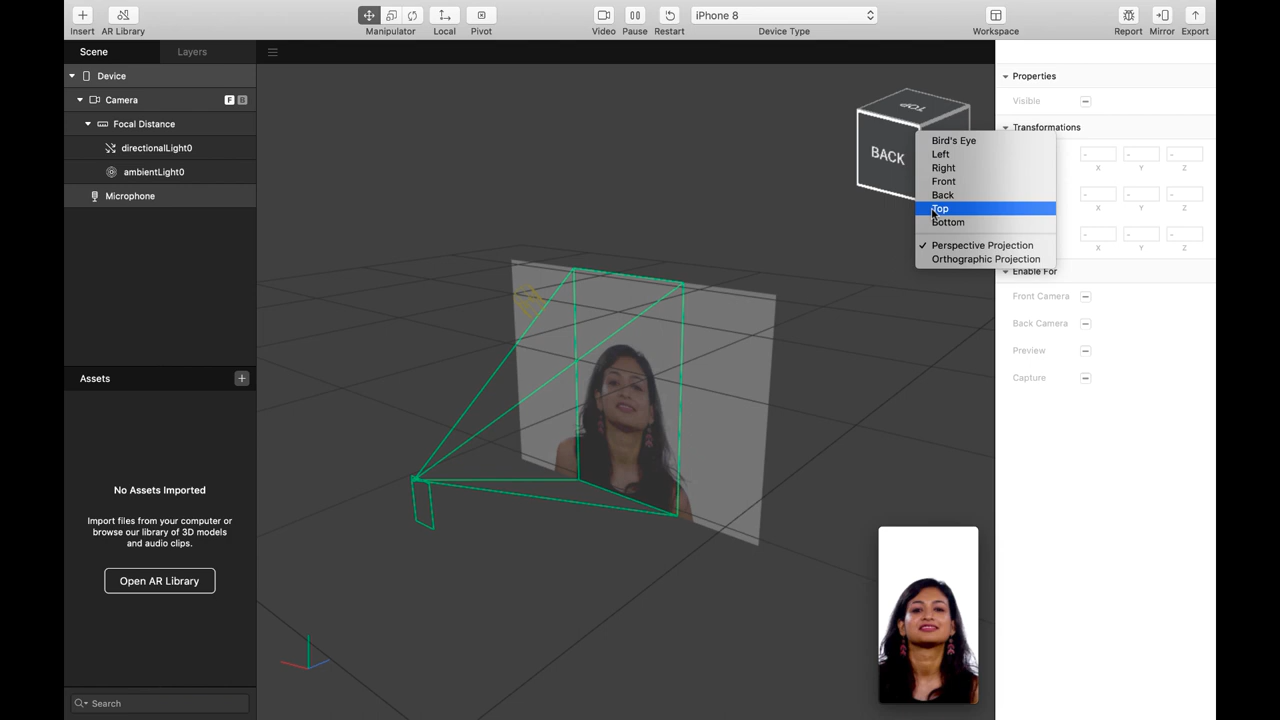 iPhone 8
Insert
AR Library
Manipulator
Local
Pivot
Video
Pause
Restart
Device Type
Workspace
Report
Mirror
Export
Scene
Layers
Device
Camera
F
B
Focal Distance
directionalLight0
ambientLight0
Microphone
TOP
BACK
Bird's Eye
Left
Right
Front
Back
Top
Bottom
Perspective Projection
Orthographic Projection
Properties
Visible
Transformations
X Y Z
X Y Z
X Y Z
Enable For
Front Camera
Back Camera
Preview
Capture
Assets
No Assets Imported
Import files from your computer or
browse our library of 3D models
and audio clips.
Open AR Library
Search